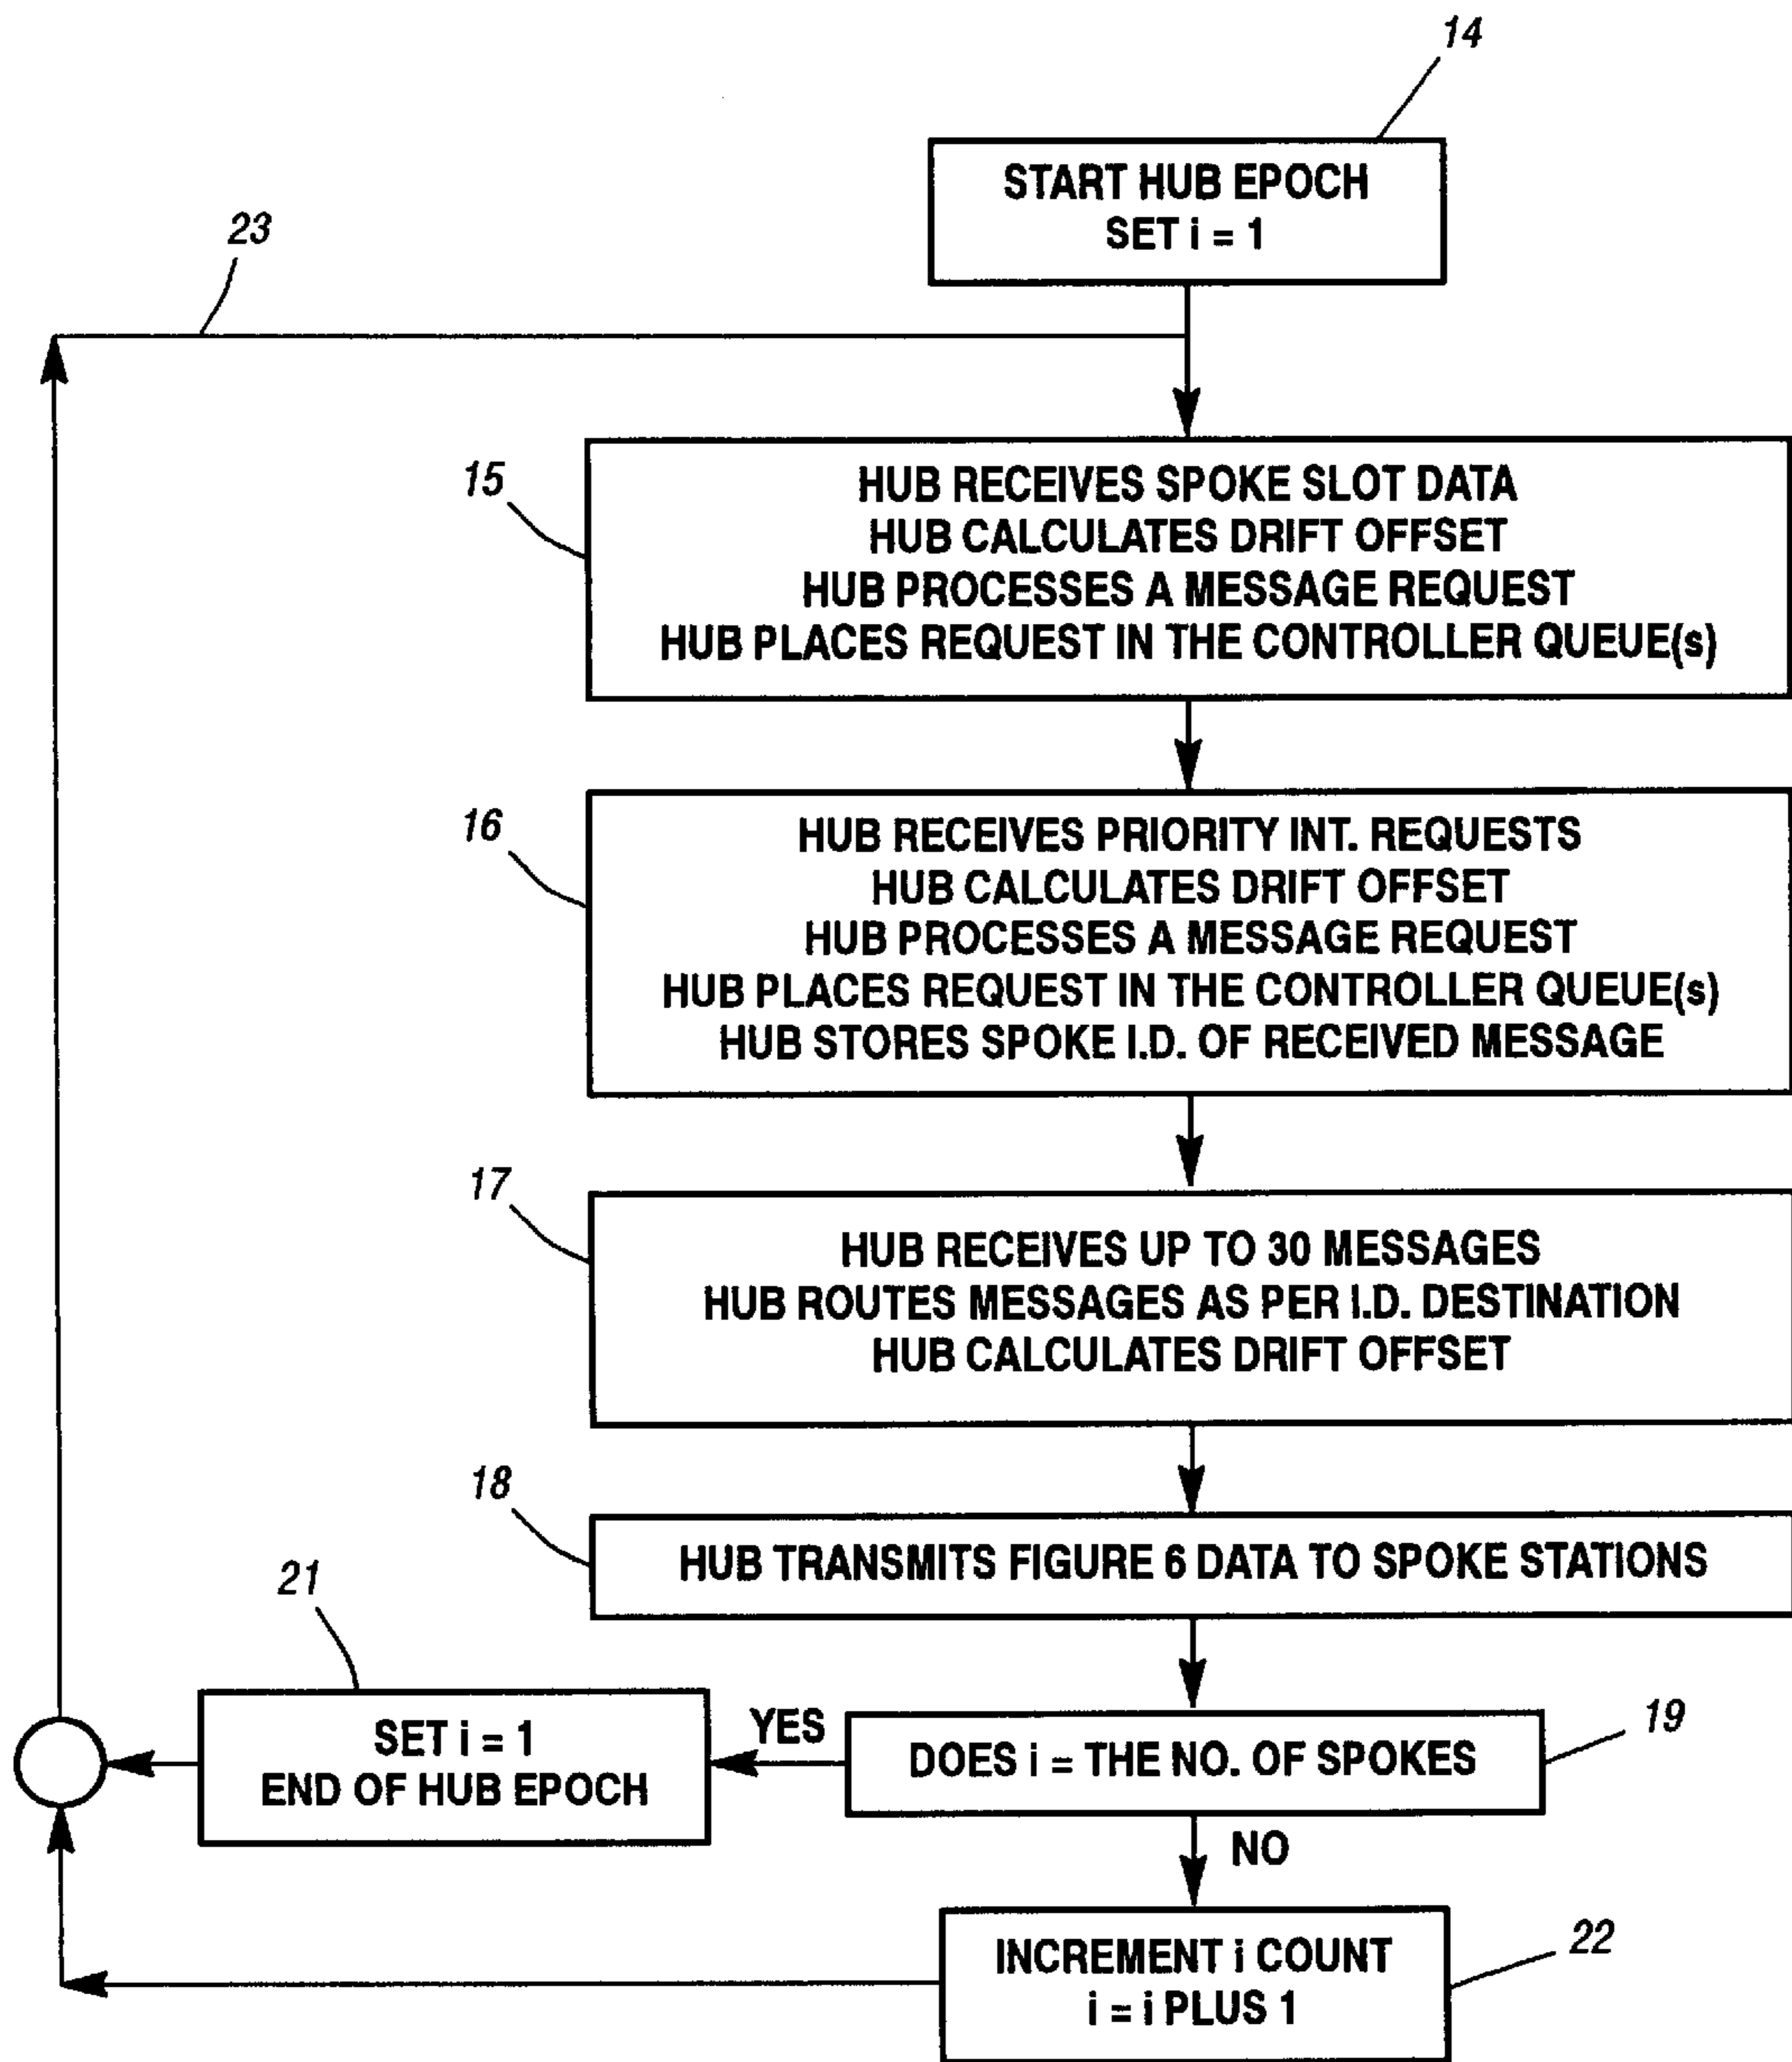 14
START HUB EPOCH
SET i = 1
23
15
HUB RECEIVES SPOKE SLOT DATA
HUB CALCULATES DRIFT OFFSET
HUB PROCESSES A MESSAGE REQUEST
HUB PLACES REQUEST IN THE CONTROLLER QUEUE(s)
16
HUB RECEIVES PRIORITY INT. REQUESTS
HUB CALCULATES DRIFT OFFSET
HUB PROCESSES A MESSAGE REQUEST
HUB PLACES REQUEST IN THE CONTROLLER QUEUE(s)
HUB STORES SPOKE I.D. OF RECEIVED MESSAGE
17
HUB RECEIVES UP TO 30 MESSAGES
HUB ROUTES MESSAGES AS PER I.D. DESTINATION
HUB CALCULATES DRIFT OFFSET
18
HUB TRANSMITS FIGURE 6 DATA TO SPOKE STATIONS
19
DOES i = THE NO. OF SPOKES
YES
21
SET i = 1
END OF HUB EPOCH
NO
22
INCREMENT i COUNT
i = i PLUS 1